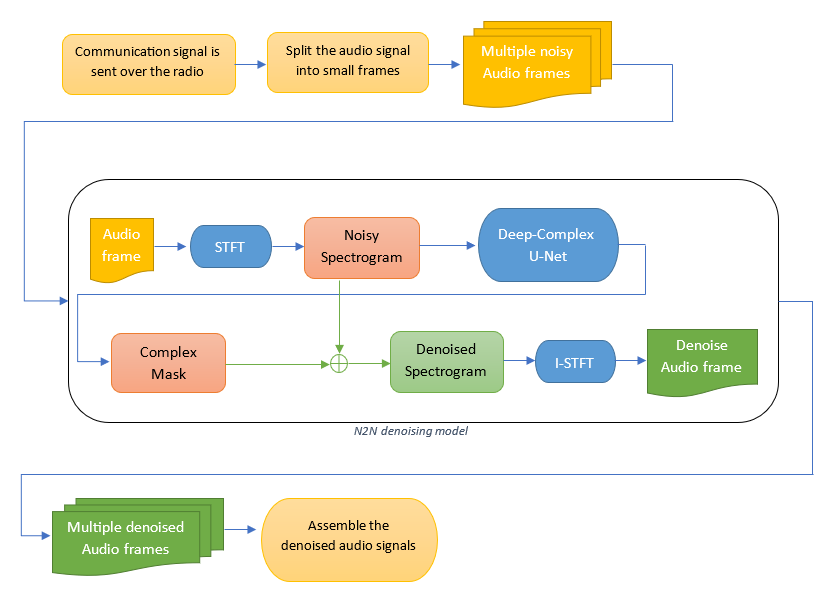 Communication signal is
sent over the radio
Split the audio signal
into small frames
Multiple noisy
Audio frames
Audio
frame
STFT
Noisy
Spectrogram
Deep-Complex
U-Net
Complex
Mask
Denoised
Spectrogram
I-STFT
Denoise
Audio frame
N2N denoising model
Multiple denoised
Audio frames
Assemble the
denoised audio signals